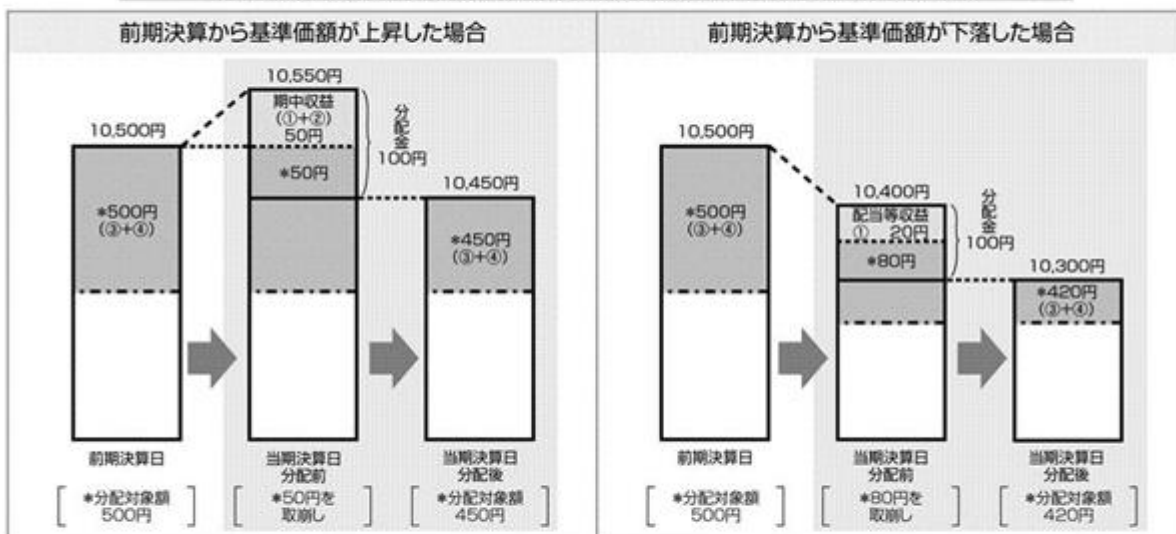 前期決算から基準価額が上昇した場合
10,550円
期中収益
(①+②)
50円
*50円
分配金
100円
10,500円
*500円
(③+④)
10,450円
*450円
(③+④)
前期決算日
当期決算日
分配前
当期決算日
分配後
*分配対象額
500円
*50円を
取崩し
*分配対象額
450円
前期決算から基準価額が下落した場合
10,500円
*500円
(③+④)
10,400円
配当等収益
① 20円
*80円
分配金
100円
10,300円
*420円
(③+④)
前期決算日
当期決算日
分配前
当期決算日
分配後
*分配対象額
500円
*80円を
取崩し
*分配対象額
420円